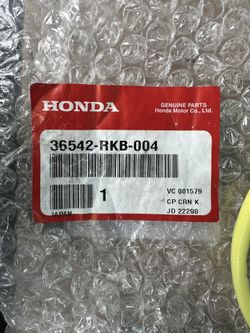 HONDA
GENUINE PARTS
Honda Motor Co., Ltd.
36542-RKB-004
1
VC 001579
CP CRN K
JAPAN
JD 22298